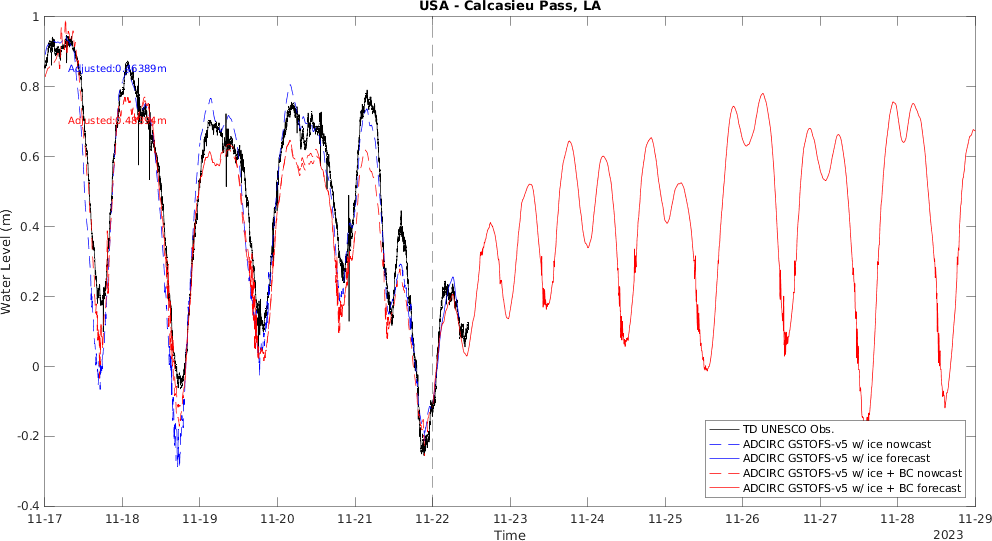 USA - Calcasieu Pass, LA
1
0.8
0.6
0.4
0.2
0
-0.2
-0.4
Water Level (m)
11-17
11-18
11-19
11-20
11-21
11-22
11-23
11-24
11-25
11-26
11-27
11-28
11-29
Time
2023
TD UNESCO Obs.
ADCIRC GSTOFS-v5 w/ ice nowcast
ADCIRC GSTOFS-v5 w/ ice forecast
ADCIRC GSTOFS-v5 w/ ice + BC nowcast
ADCIRC GSTOFS-v5 w/ ice + BC forecast